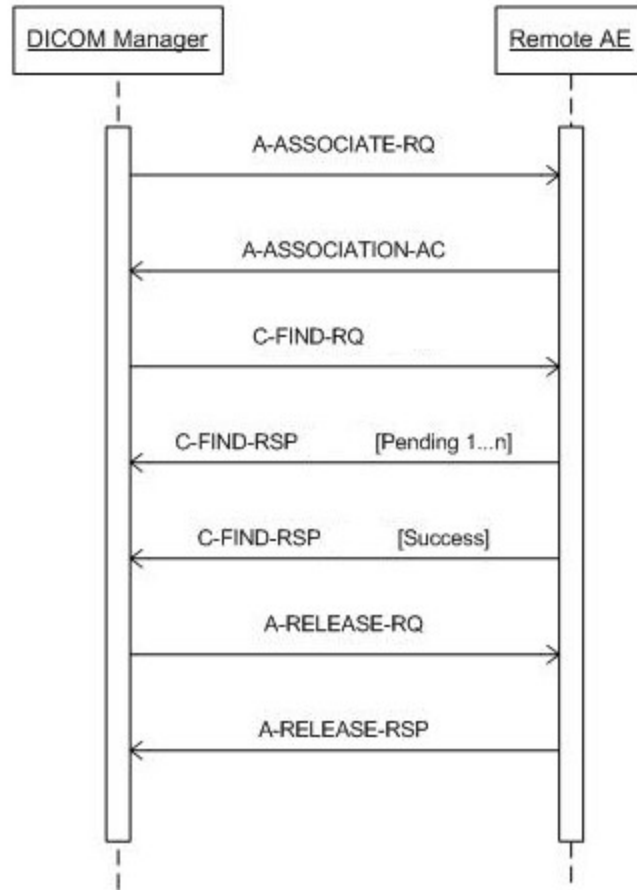 DICOM Manager
Remote AE
A-ASSOCIATE-RQ
A-ASSOCIATION-AC
C-FIND-RQ
C-FIND-RSP [Pending 1...n]
C-FIND-RSP [Success]
A-RELEASE-RQ
A-RELEASE-RSP